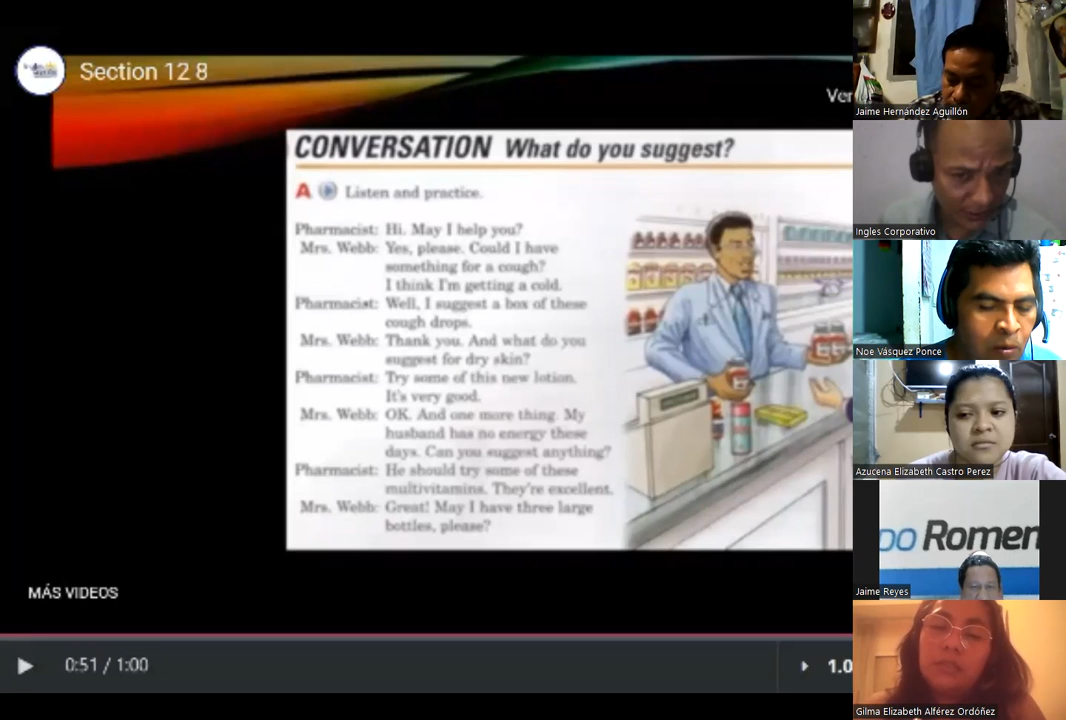 Section 12 8
Ver
CONVERSATION What do you suggest?
A Listen and practice.
Pharmacist: Hi. May I help you?
Mrs. Webb: Yes, please. Could I have
something for a cough?
I think I'm getting a cold.
Pharmacist: Well, I suggest a box of these
cough drops.
Mrs. Webb: Thank you. And what do you
suggest for dry skin?
Pharmacist: Try some of this new lotion.
It's very good.
Mrs. Webb: OK. And one more thing. My
husband has no energy these
days. Can you suggest anything?
Pharmacist: He should try some of these
multivitamins. They're excellent.
Mrs. Webb: Great! May I have three large
bottles, please?
MÁS VIDEOS
0:51 / 1:00
1.0
Jaime Hernández Aguillón
Ingles Corporativo
Noe Vásquez Ponce
Azucena Elizabeth Castro Perez
po Romen
Jaime Reyes
Gilma Elizabeth Alférez Ordóñez